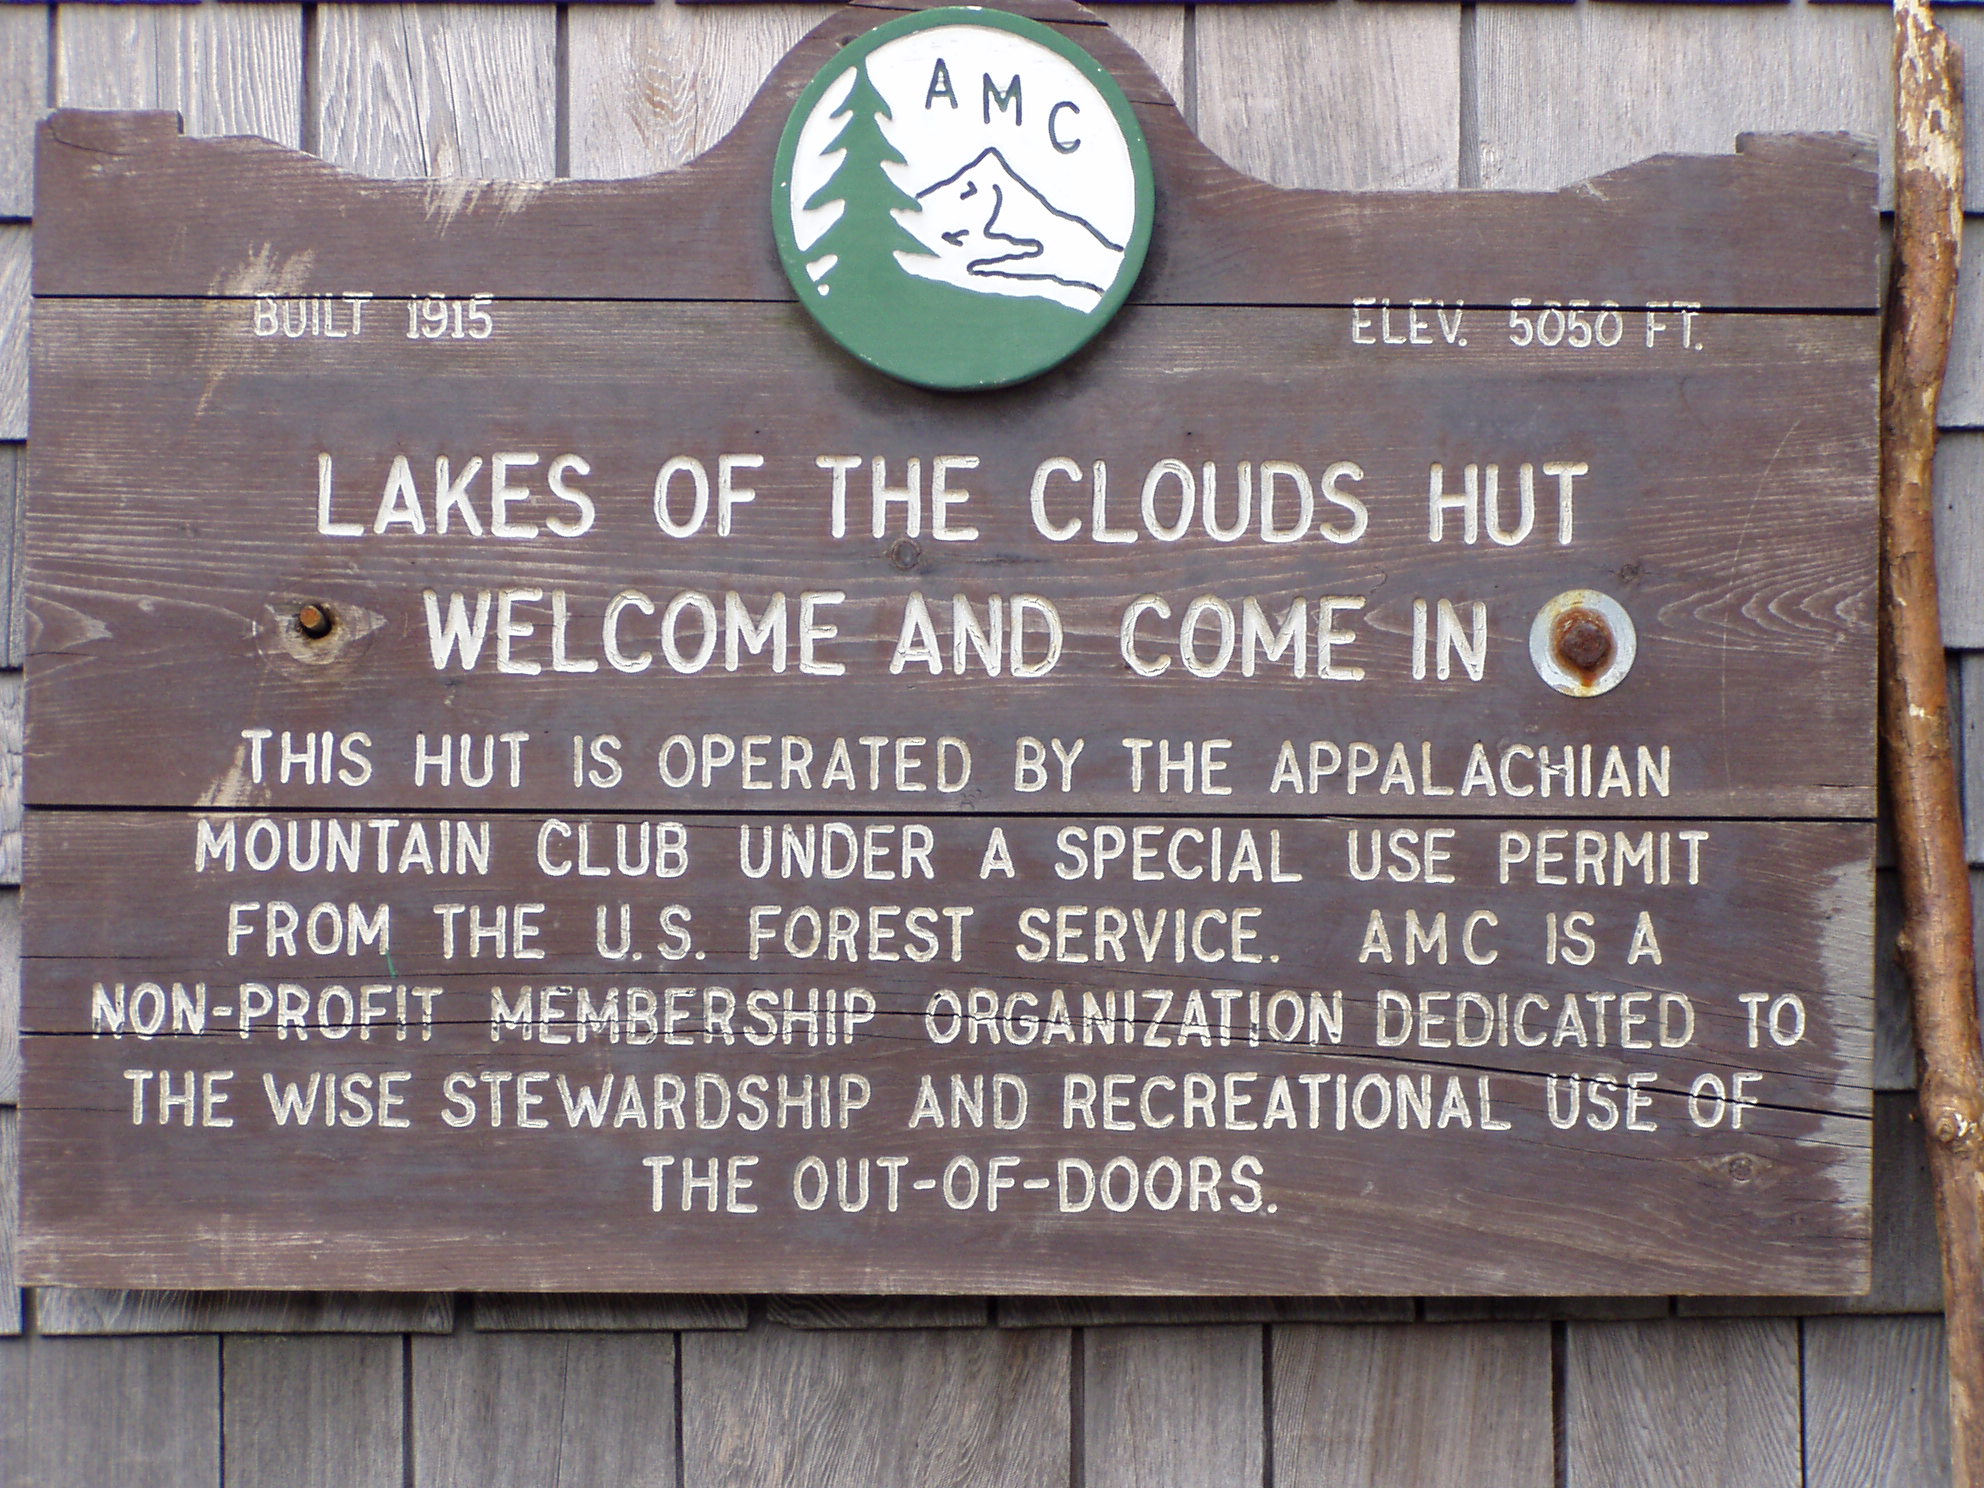 AMC
BUILT 1915 ELEV. 5050 FT.
LAKES OF THE CLOUDS HUT
WELCOME AND COME IN
THIS HUT IS OPERATED BY THE APPALACHIAN
MOUNTAIN CLUB UNDER A SPECIAL USE PERMIT
FROM THE U.S. FOREST SERVICE. AMC IS A
NON-PROFIT MEMBERSHIP ORGANIZATION DEDICATED TO
THE WISE STEWARDSHIP AND RECREATIONAL USE OF
THE OUT-OF-DOORS.